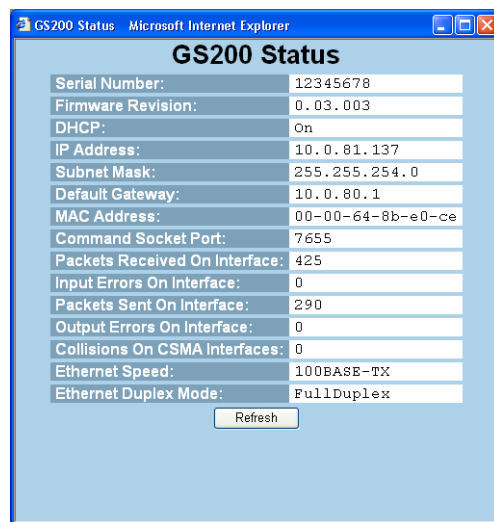 GS200 Status   Microsoft Internet Explorer
GS200 Status
Serial Number: 12345678
Firmware Revision: 0.03.003
DHCP: On
IP Address: 10.0.81.137
Subnet Mask: 255.255.254.0
Default Gateway: 10.0.80.1
MAC Address: 00-00-64-8b-e0-ce
Command Socket Port: 7655
Packets Received On Interface: 425
Input Errors On Interface: 0
Packets Sent On Interface: 290
Output Errors On Interface: 0
Collisions On CSMA Interfaces: 0
Ethernet Speed: 100BASE-TX
Ethernet Duplex Mode: FullDuplex
Refresh